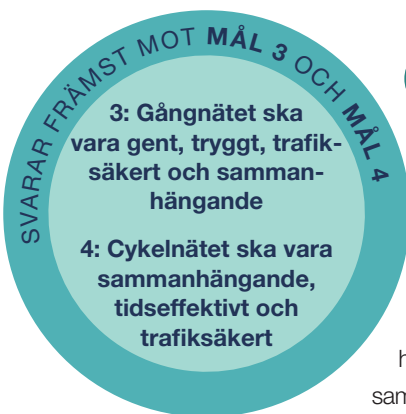 SVARAR FRÄMST MOT MÅL 3 OCH MÅL 4
3: Gångnätet ska
vara gent, tryggt, trafik-
säkert och samman-
hängande
4: Cykelnätet ska vara
sammanhängande,
tidseffektivt och
trafiksäkert